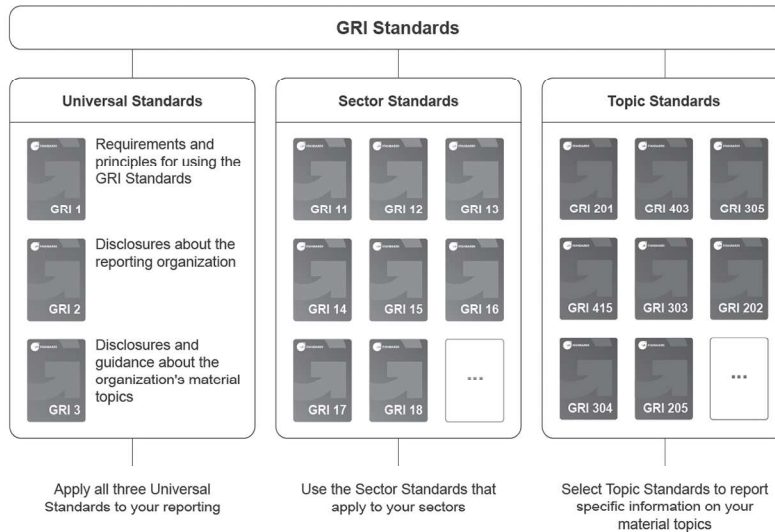 GRI Standards
Universal Standards
GRI 1
Requirements and
principles for using the
GRI Standards
GRI 2
Disclosures about the
reporting organization
GRI 3
Disclosures and
guidance about the
organization's material
topics
Apply all three Universal
Standards to your reporting
Sector Standards
GRI 11
GRI 12
GRI 13
GRI 14
GRI 15
GRI 16
GRI 17
GRI 18
...
Use the Sector Standards that
apply to your sectors
Topic Standards
GRI 201
GRI 403
GRI 305
GRI 415
GRI 303
GRI 202
GRI 304
GRI 205
...
Select Topic Standards to report
specific information on your
material topics